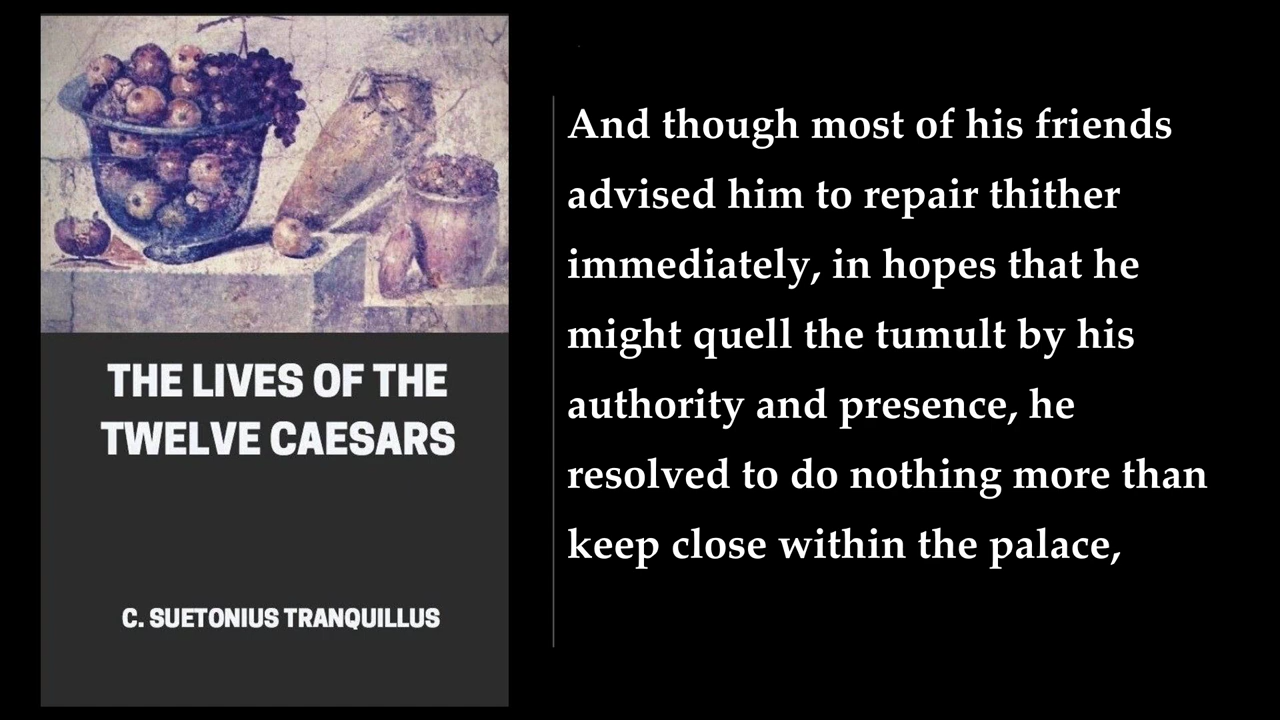 THE LIVES OF THE
TWELVE CAESARS
C. SUETONIUS TRANQUILLUS
And though most of his friends
advised him to repair thither
immediately, in hopes that he
might quell the tumult by his
authority and presence, he
resolved to do nothing more than
keep close within the palace,